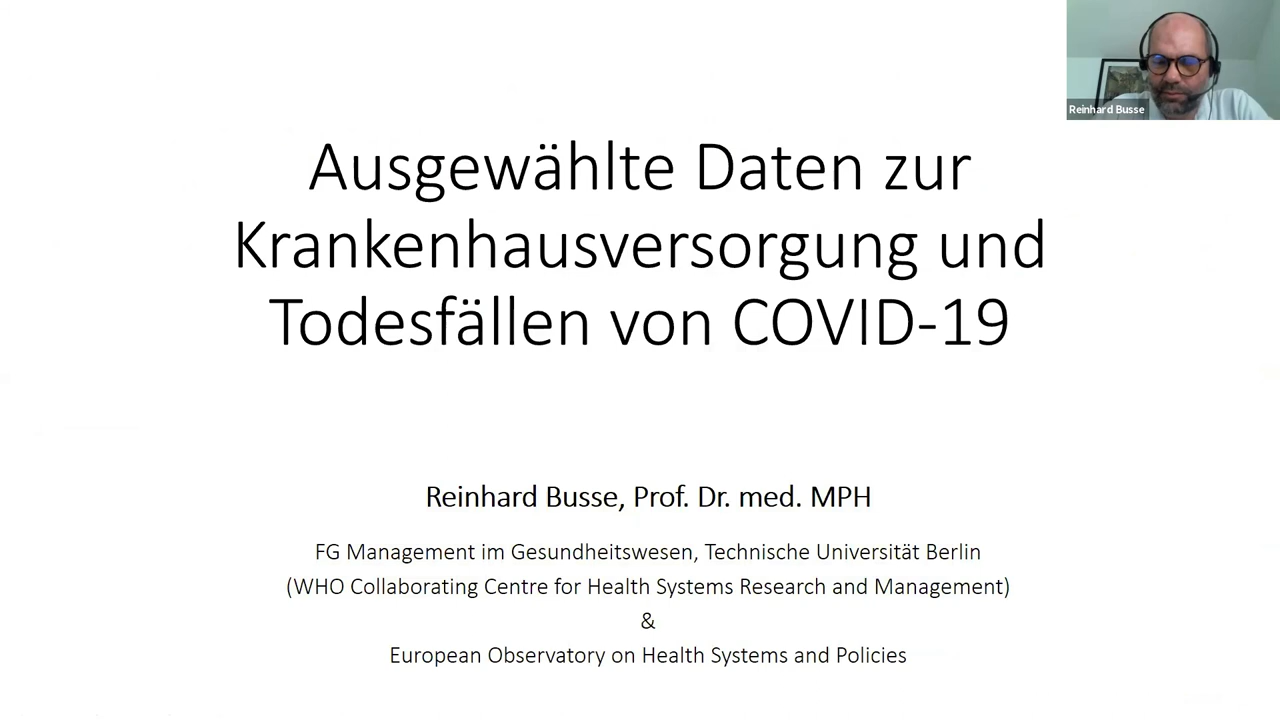 Reinhard Busse
Ausgewählte Daten zur
Krankenhausversorgung und
Todesfällen von COVID-19
Reinhard Busse, Prof. Dr. med. MPH
FG Management im Gesundheitswesen, Technische Universität Berlin
(WHO Collaborating Centre for Health Systems Research and Management)
&
European Observatory on Health Systems and Policies